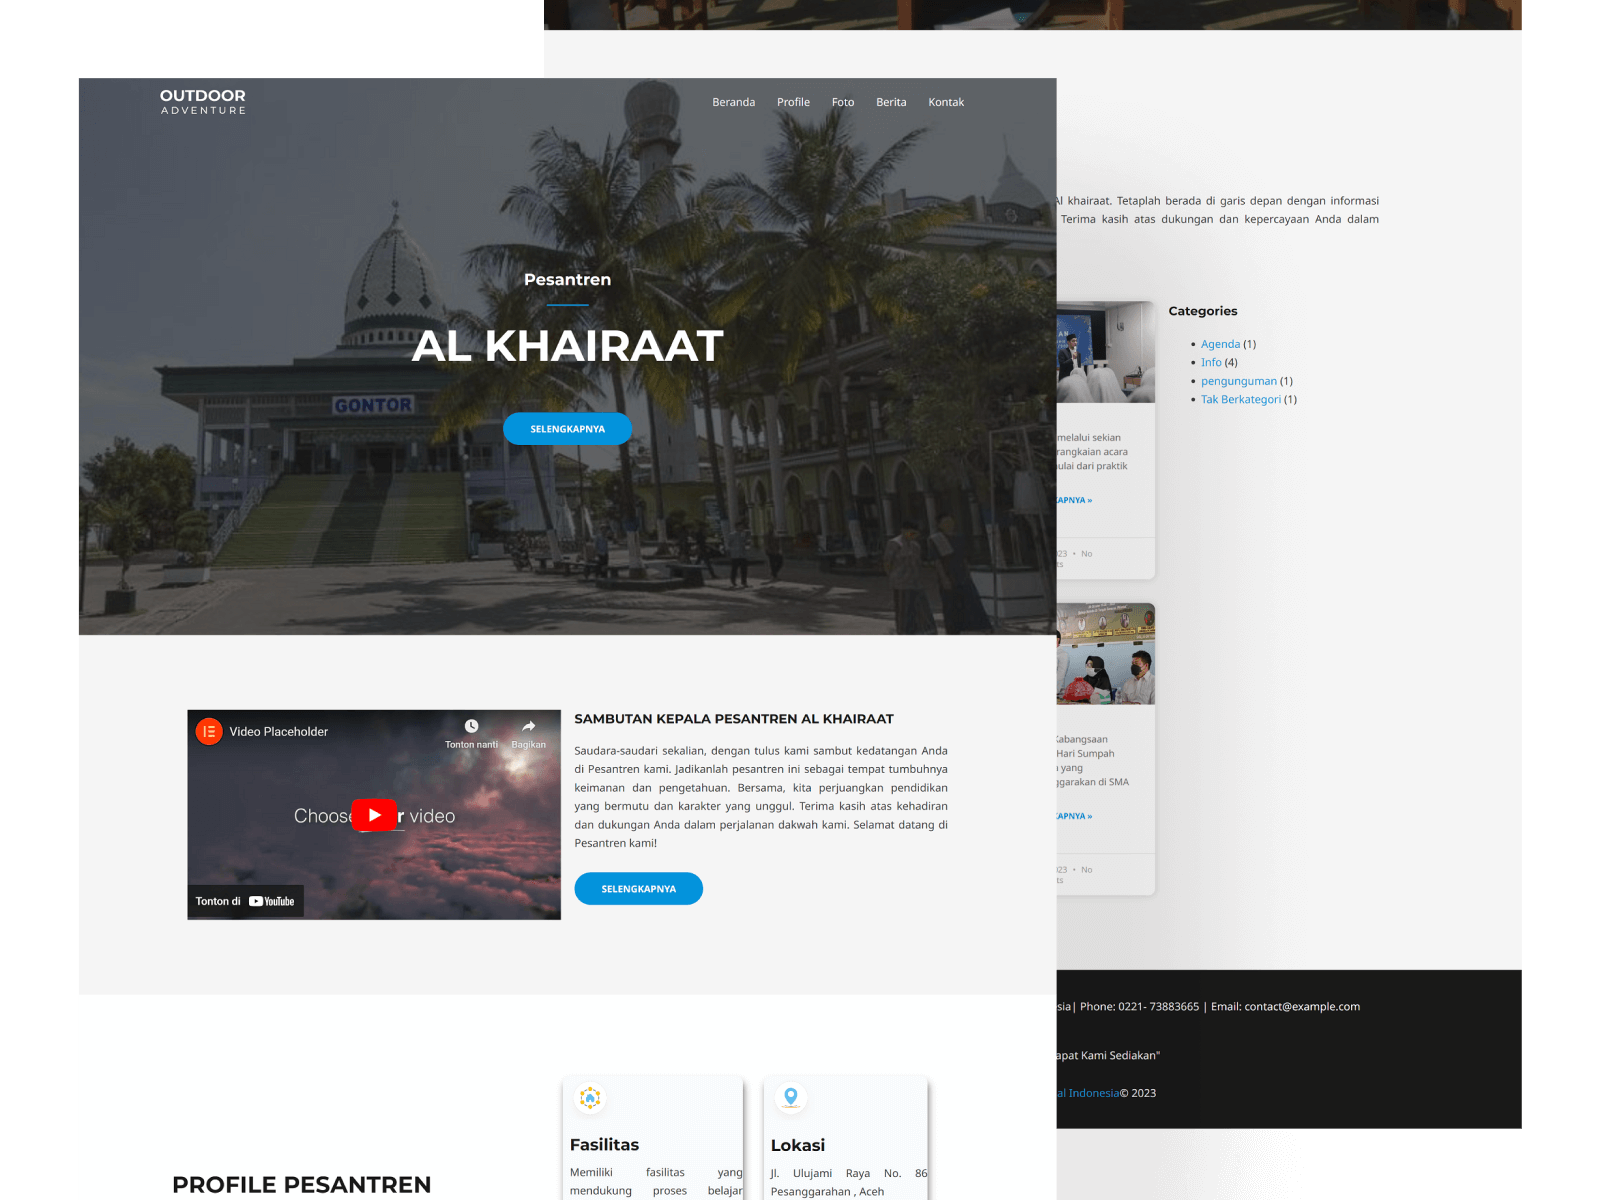 OUTDOOR
ADVENTURE
Beranda Profile Foto Berita Kontak
Pesantren
AL KHAIRAAT
GONTOR
SELENGKAPNYA
Video Placeholder
Tonton nanti
Bagikan
Choose video
Tonton di YouTube
SAMBUTAN KEPALA PESANTREN AL KHAIRAAT
Saudara-saudari sekalian, dengan tulus kami sambut kedatangan Anda
di Pesantren kami. Jadikanlah pesantren ini sebagai tempat tumbuhnya
keimanan dan pengetahuan. Bersama, kita perjuangkan pendidikan
yang bermutu dan karakter yang unggul. Terima kasih atas kehadiran
dan dukungan Anda dalam perjalanan dakwah kami. Selamat datang di
Pesantren kami!
SELENGKAPNYA
PROFILE PESANTREN
Fasilitas
Memiliki fasilitas yang
mendukung proses belajar
Lokasi
Jl. Ulujami Raya No. 86
Pesanggarahan , Aceh
Al khairaat. Tetaplah berada di garis depan dengan informasi
Terima kasih atas dukungan dan kepercayaan Anda dalam
melalui sekian
rangkaian acara
ulai dari praktik
KAPNYA »
023 • No
ts
Kabangsaan
Hari Sumpah
yang
ggarakan di SMA
KAPNYA »
023 • No
ts
Categories
• Agenda (1)
• Info (4)
• pengunguman (1)
• Tak Berkategori (1)
sia| Phone: 0221- 73883665 | Email: contact@example.com
apat Kami Sediakan"
al Indonesia© 2023